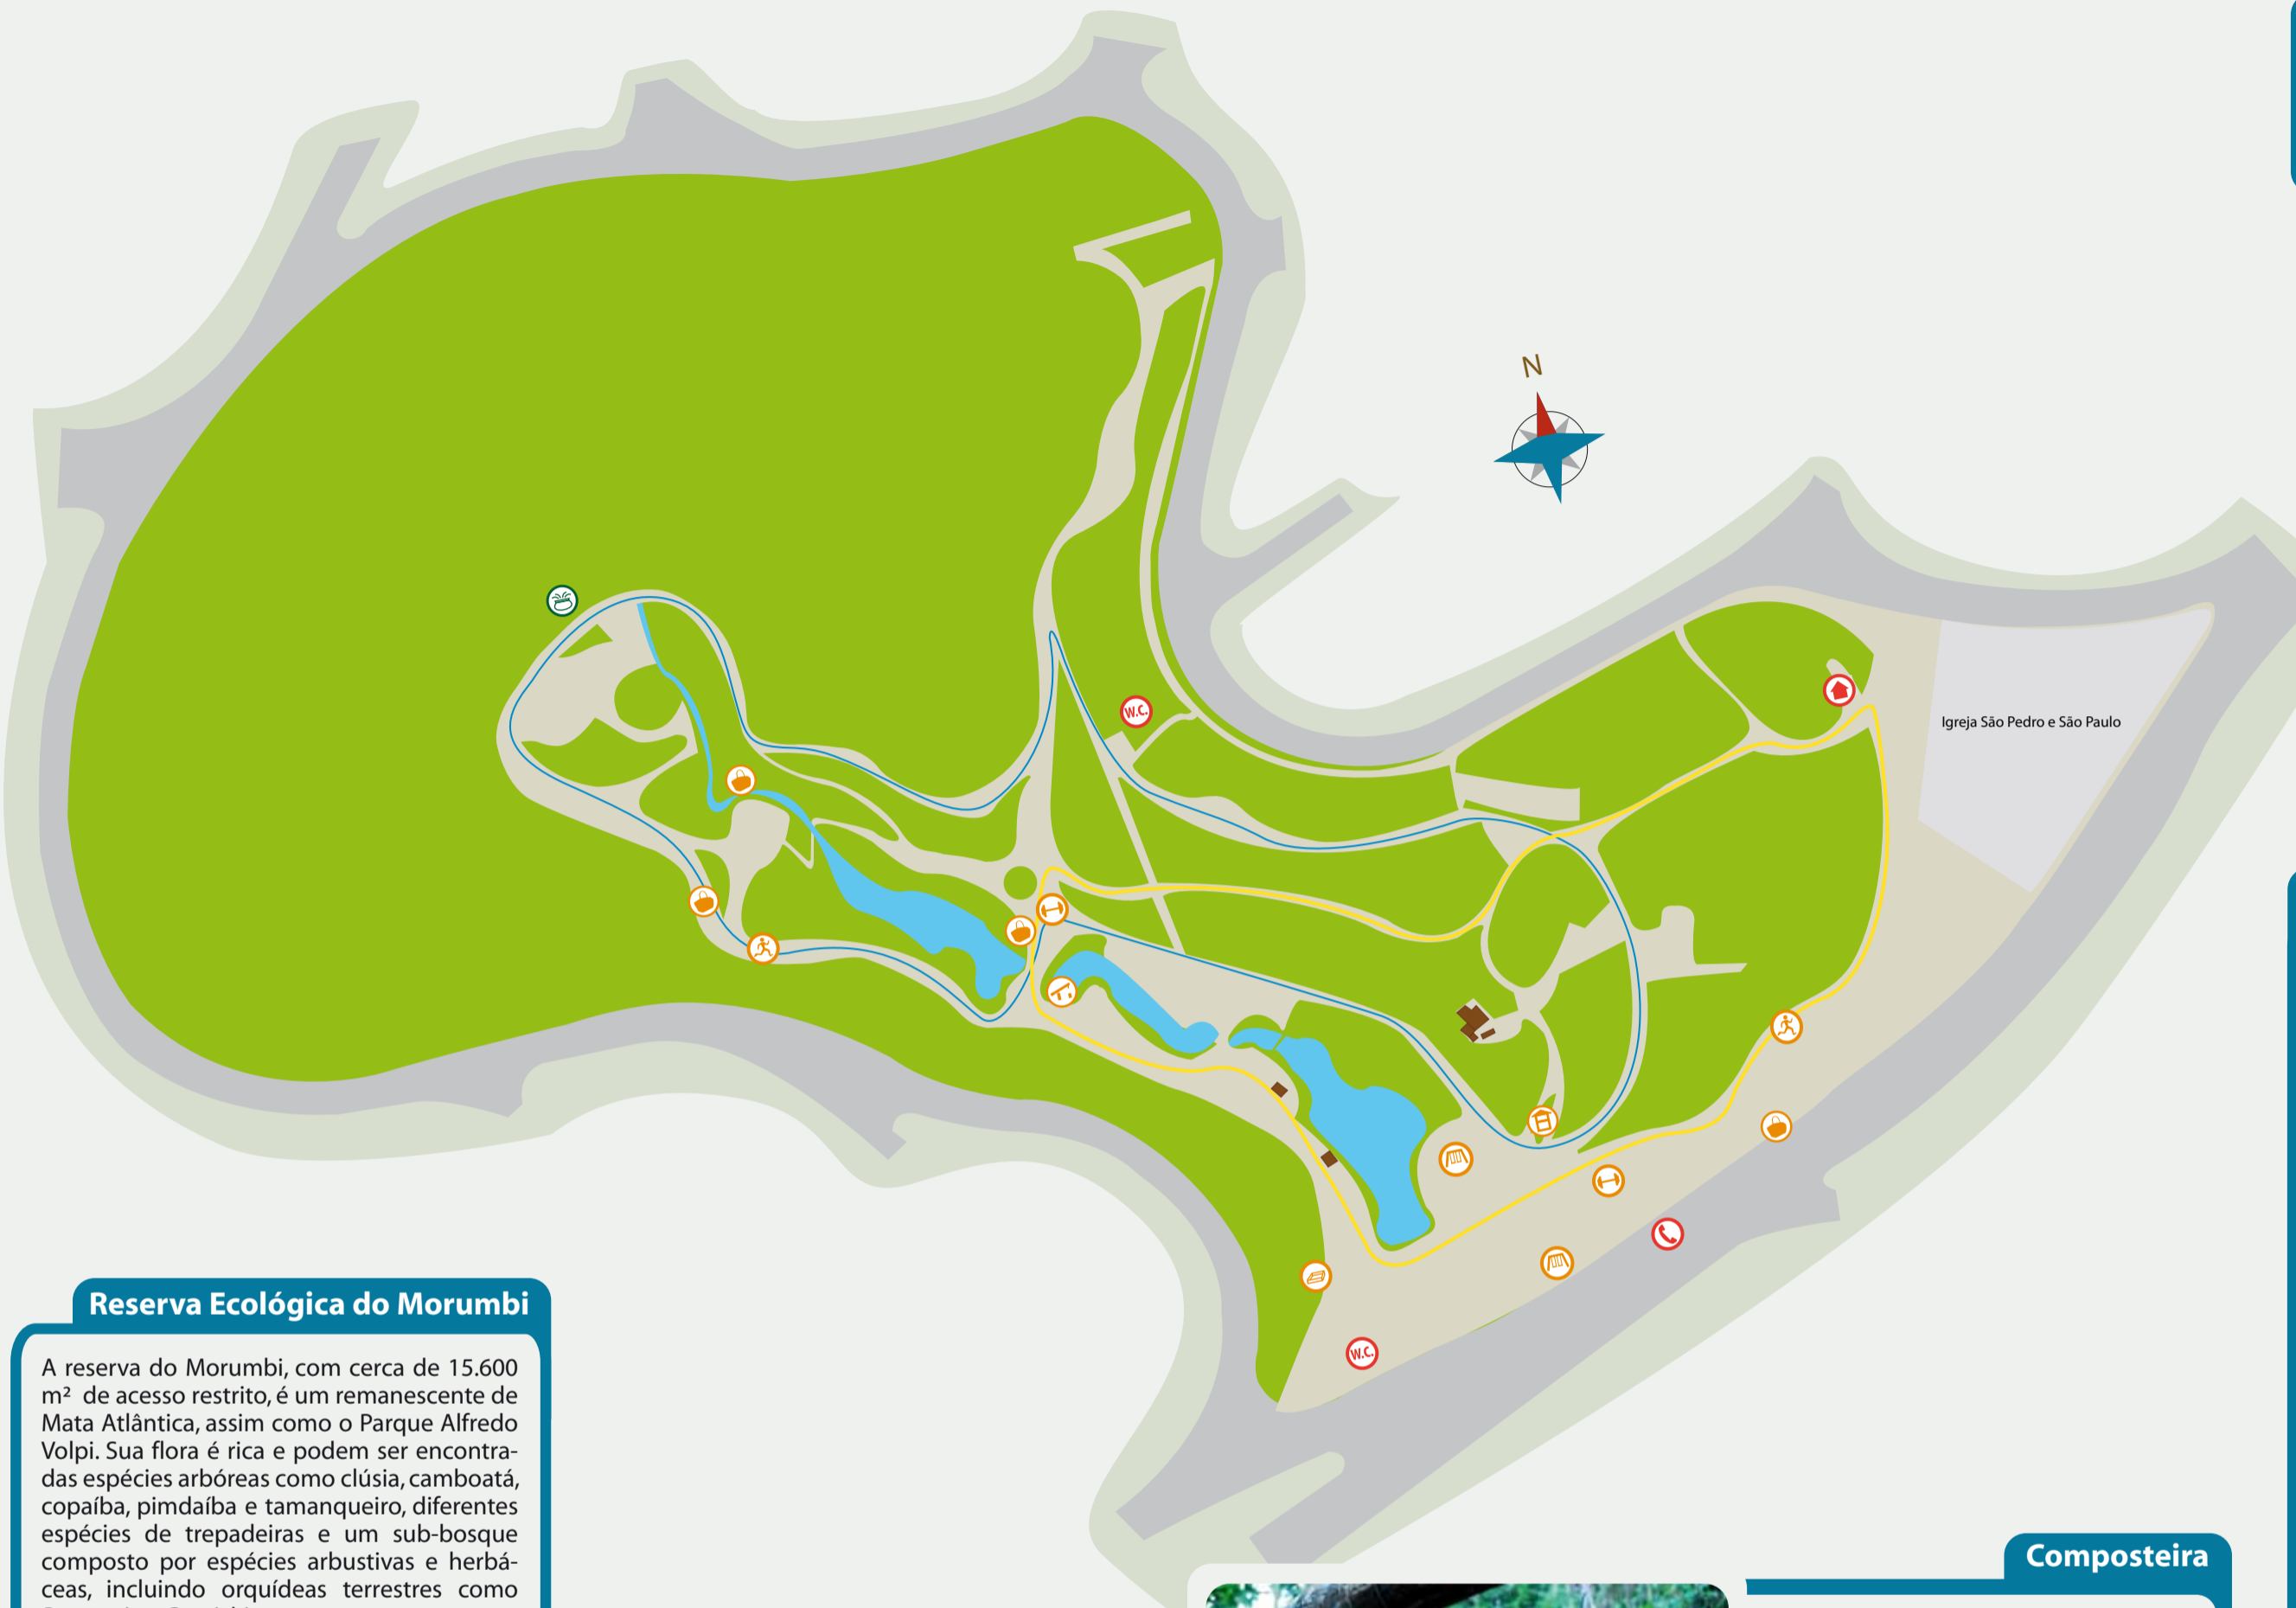 N
W.C.
Igreja São Pedro e São Paulo
W.C.
Reserva Ecológica do Morumbi
A reserva do Morumbi, com cerca de 15.600
m² de acesso restrito, é um remanescente de
Mata Atlântica, assim como o Parque Alfredo
Volpi. Sua flora é rica e podem ser encontra-
das espécies arbóreas como clúsia, camboatá,
copaíba, pimdaíba e tamanqueiro, diferentes
espécies de trepadeiras e um sub-bosque
composto por espécies arbustivas e herbá-
ceas, incluindo orquídeas terrestres como
Composteira